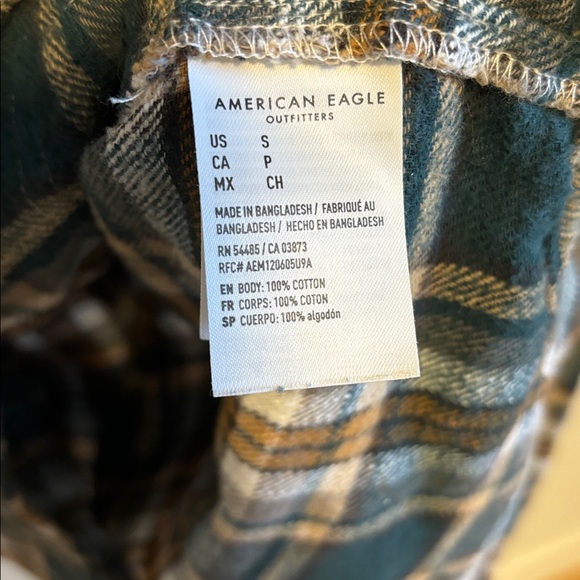 AMERICAN EAGLE
OUTFITTERS
US S
CA P
MX CH
MADE IN BANGLADESH / FABRIQUÉ AU
BANGLADESH / HECHO EN BANGLADESH
RN 54485 / CA 03873
RFC# AEM120605U9A
EN BODY: 100% COTTON
FR CORPS: 100% COTON
SP CUERPO: 100% algodón